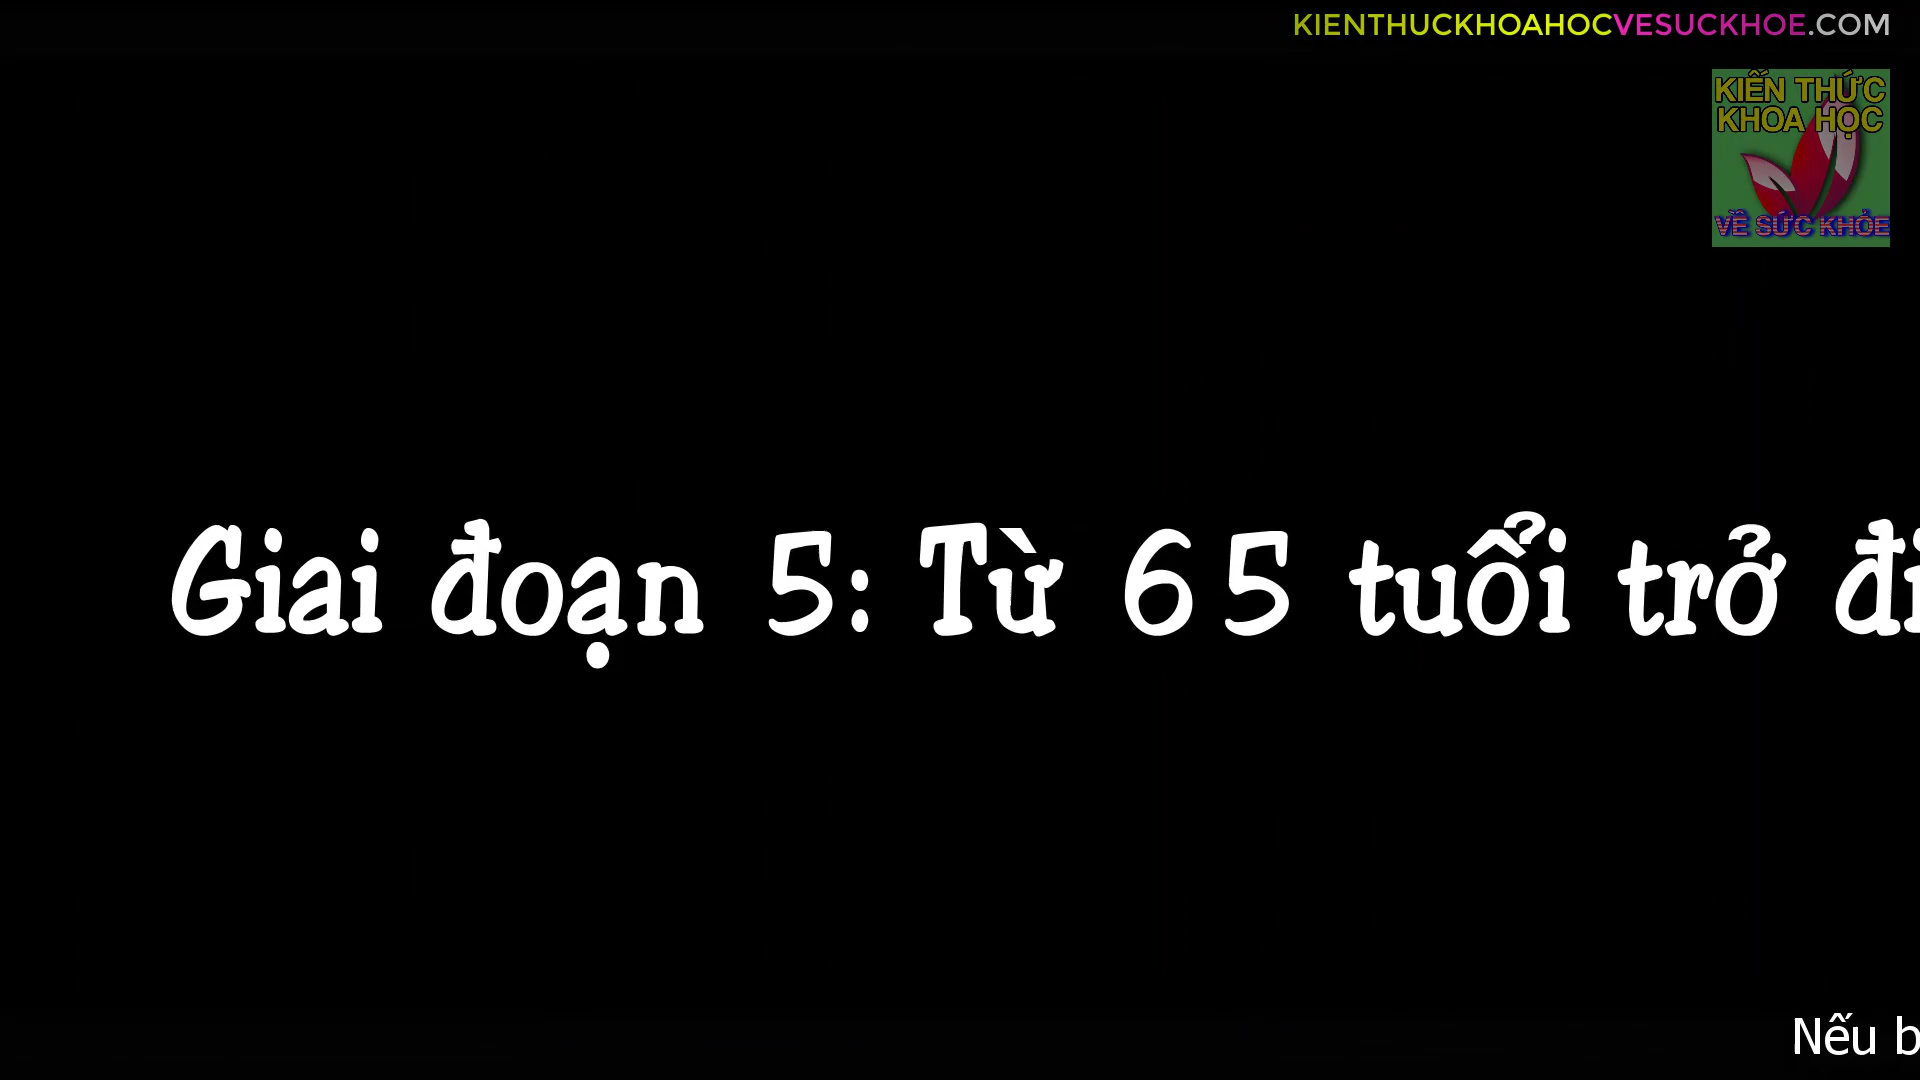 KIENTHUCKHOAHOCVESUCKHOE.COM
KIẾN THỨC
KHOA HỌC
VỀ SỨC KHỎE
Giai đoạn 5: Từ 65 tuổi trở đi
Nếu b